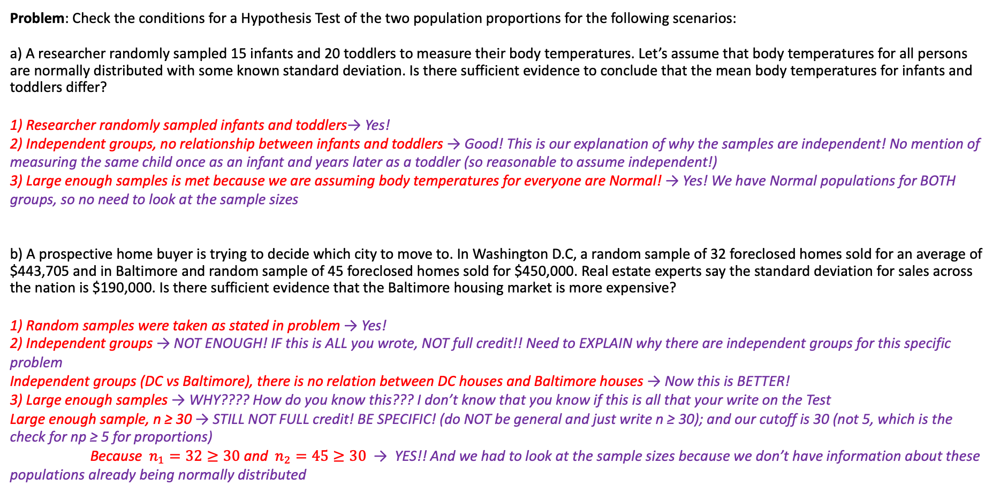 Problem: Check the conditions for a Hypothesis Test of the two population proportions for the following scenarios:
a) A researcher randomly sampled 15 infants and 20 toddlers to measure their body temperatures. Let’s assume that body temperatures for all persons
are normally distributed with some known standard deviation. Is there sufficient evidence to conclude that the mean body temperatures for infants and
toddlers differ?
1) Researcher randomly sampled infants and toddlers→ Yes!
2) Independent groups, no relationship between infants and toddlers → Good! This is our explanation of why the samples are independent! No mention of
measuring the same child once as an infant and years later as a toddler (so reasonable to assume independent!)
3) Large enough samples is met because we are assuming body temperatures for everyone are Normal! → Yes! We have Normal populations for BOTH
groups, so no need to look at the sample sizes
b) A prospective home buyer is trying to decide which city to move to. In Washington D.C, a random sample of 32 foreclosed homes sold for an average of
$443,705 and in Baltimore and random sample of 45 foreclosed homes sold for $450,000. Real estate experts say the standard deviation for sales across
the nation is $190,000. Is there sufficient evidence that the Baltimore housing market is more expensive?
1) Random samples were taken as stated in problem → Yes!
2) Independent groups → NOT ENOUGH! IF this is ALL you wrote, NOT full credit!! Need to EXPLAIN why there are independent groups for this specific
problem
Independent groups (DC vs Baltimore), there is no relation between DC houses and Baltimore houses → Now this is BETTER!
3) Large enough samples → WHY???? How do you know this??? I don’t know that you know if this is all that your write on the Test
Large enough sample, n ≥ 30 → STILL NOT FULL credit! BE SPECIFIC! (do NOT be general and just write n ≥ 30); and our cutoff is 30 (not 5, which is the
check for np ≥ 5 for proportions)
Because n₁ = 32 ≥ 30 and n₂ = 45 ≥ 30 → YES!! And we had to look at the sample sizes because we don’t have information about these
populations already being normally distributed